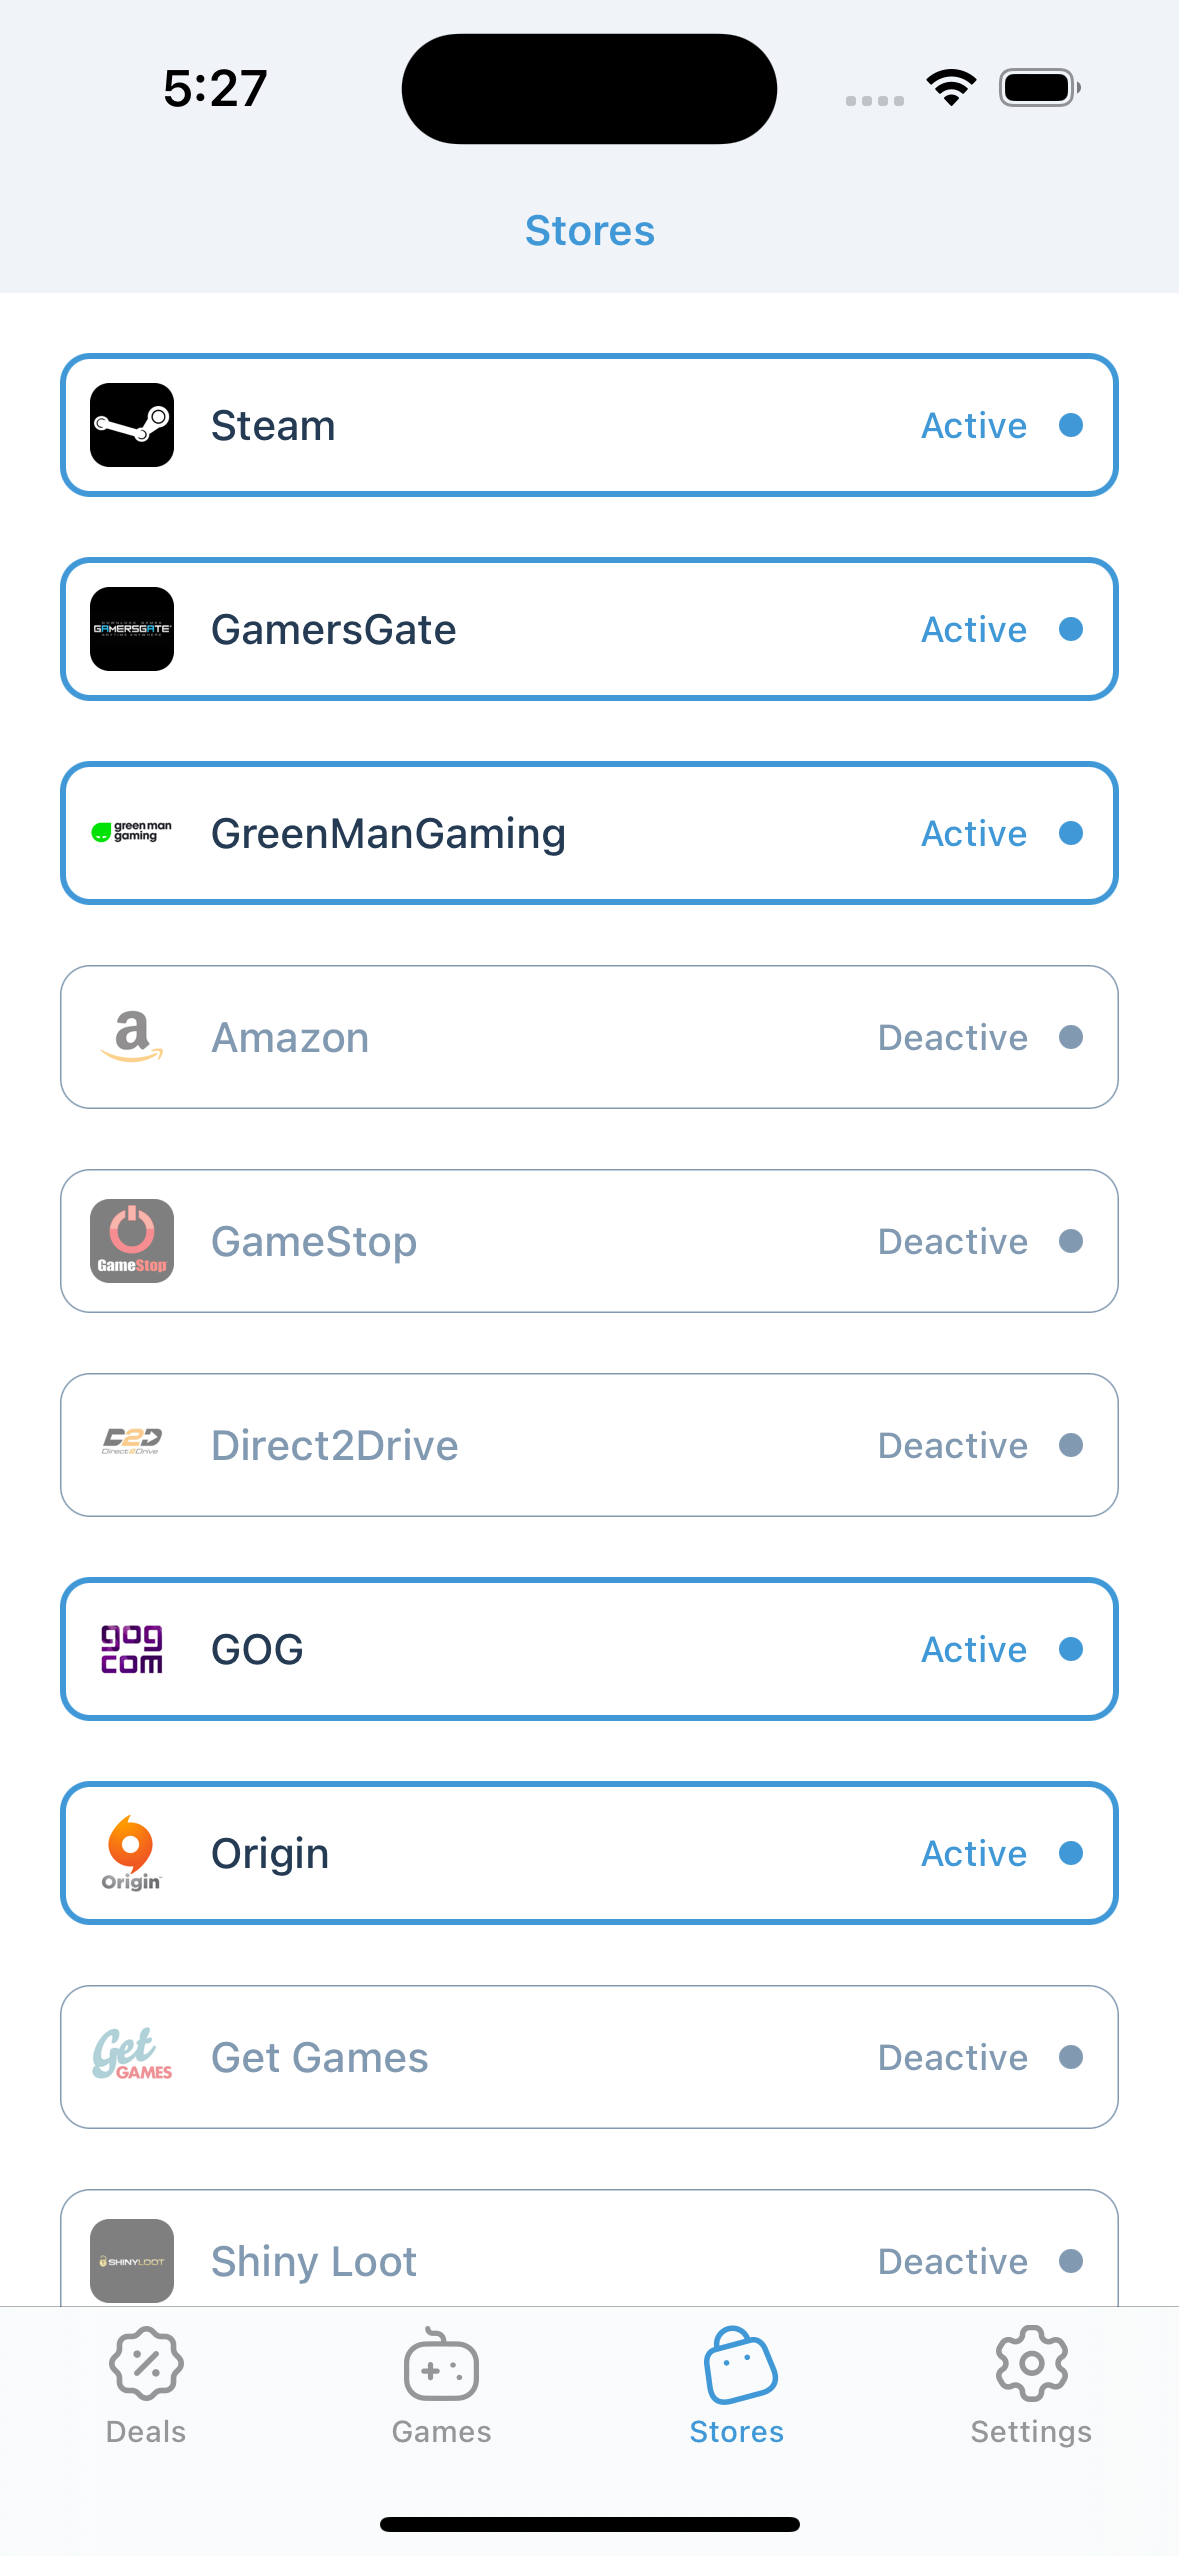 5:27
Stores
Steam Active
GAMERSGATE
GamersGate Active
green man
gaming
GreenManGaming Active
a
Amazon Deactive
GameStop
GameStop Deactive
D2D
Direct2Drive
Direct2Drive Deactive
gog
com
GOG Active
Origin Active
Origin
Get
GAMES
Get Games Deactive
SHINYLOOT
Shiny Loot Deactive
Deals Games Stores Settings